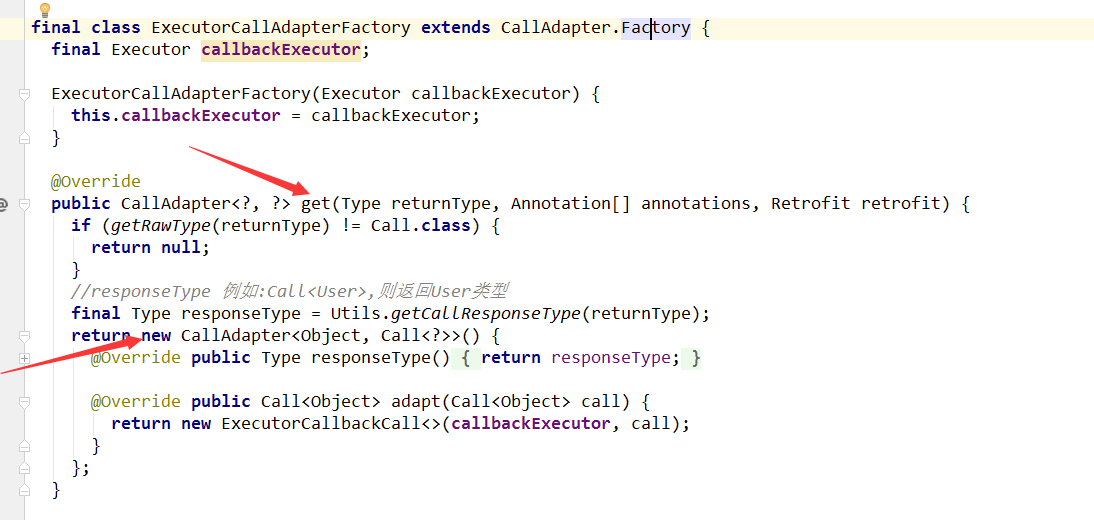 final class ExecutorCallAdapterFactory extends CallAdapter.Factory {
final Executor callbackExecutor;
ExecutorCallAdapterFactory(Executor callbackExecutor) {
this.callbackExecutor = callbackExecutor;
}
@Override
public CallAdapter<?, ?> get(Type returnType, Annotation[] annotations, Retrofit retrofit) {
if (getRawType(returnType) != Call.class) {
return null;
}
//responseType 例如:Call<User>,则返回User类型
final Type responseType = Utils.getCallResponseType(returnType);
return new CallAdapter<Object, Call<?>>() {
@Override public Type responseType() { return responseType; }
@Override public Call<Object> adapt(Call<Object> call) {
return new ExecutorCallbackCall<>(callbackExecutor, call);
}
};
}